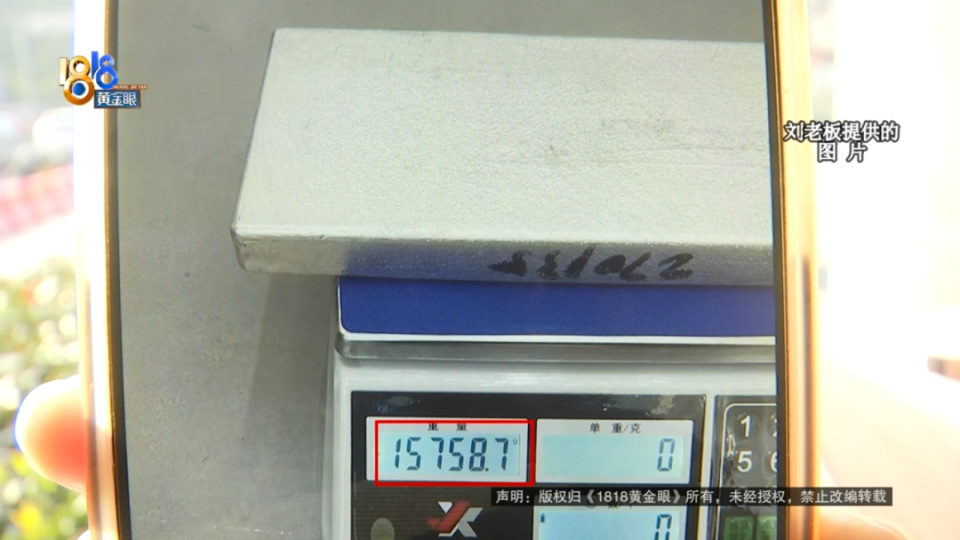 1818
黄金眼
刘老板提供的
图片
重量
15758.7
单重/克
0
1
5
声明：版权归《1818黄金眼》所有，未经授权，禁止改编转载
0